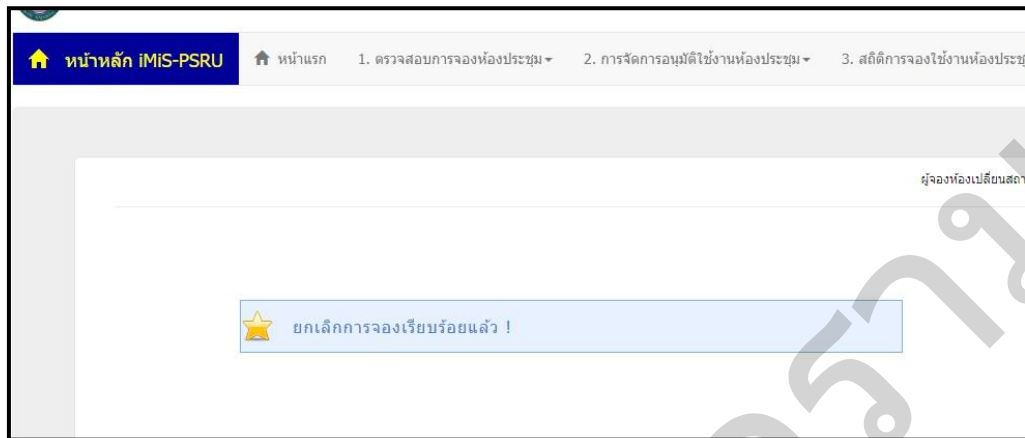 หน้าหลัก iMiS-PSRU หน้าแรก 1. ตรวจสอบการจองห้องประชุม 2. การจัดการอนุมัติใช้งานห้องประชุม 3. สถิติการจองใช้งานห้องประชุ
ผู้จองห้องเปลี่ยนสถา
ยกเลิกการจองเรียบร้อยแล้ว !